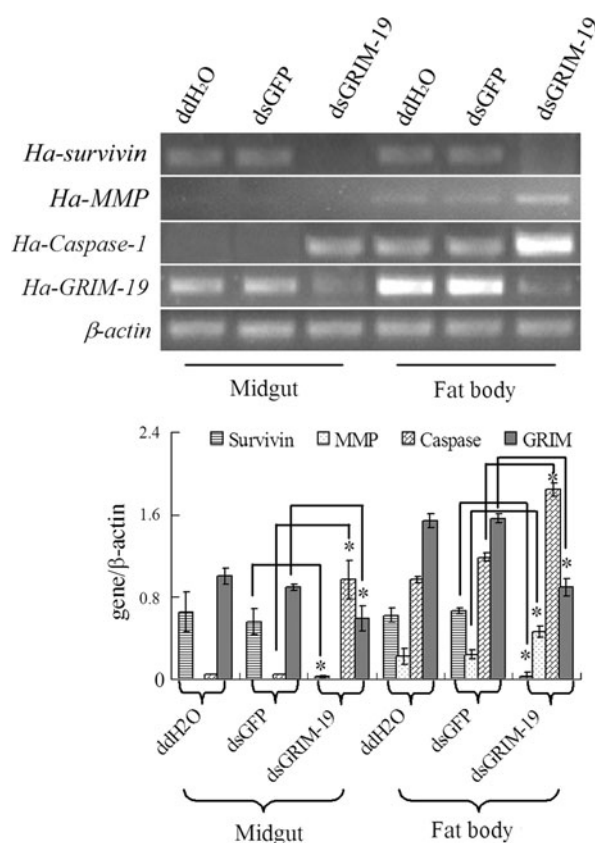 ddH₂O dsGFP dsGRIM-19 ddH₂O dsGFP dsGRIM-19
Ha-survivin
Ha-MMP
Ha-Caspase-1
Ha-GRIM-19
β-actin
Midgut Fat body
2.4
Survivin MMP Caspase GRIM
1.6
gene/β-actin
0.8
0
* * * * * * *
ddH2O dsGFP dsGRIM-19 ddH2O dsGFP dsGRIM-19
Midgut Fat body